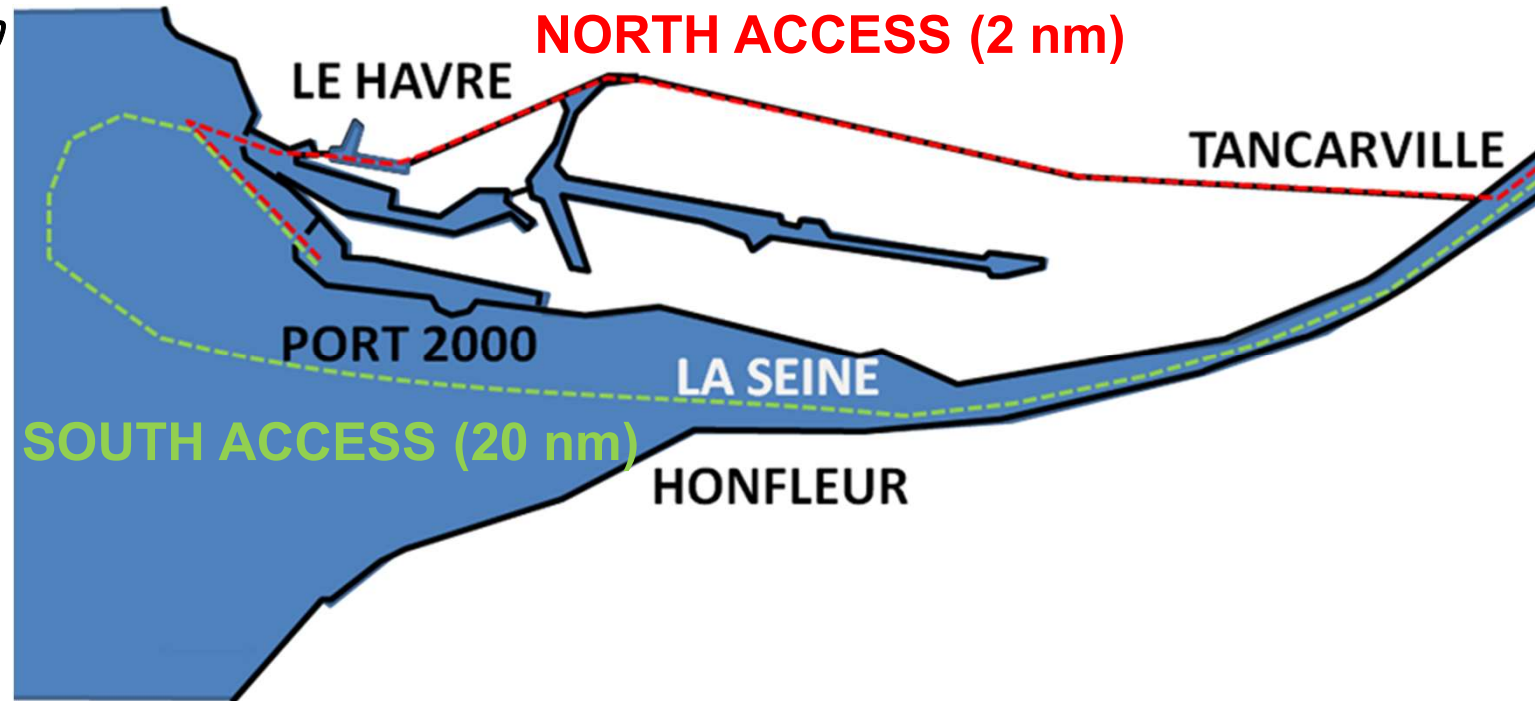 NORTH ACCESS (2 nm)
LE HAVRE
TANCARVILLE
PORT 2000
LA SEINE
SOUTH ACCESS (20 nm)
HONFLEUR